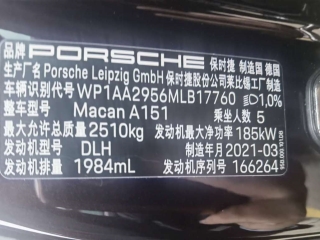 品牌 PORSCHE 保时捷 制造国 德国
生产厂名 Porsche Leipzig GmbH 保时捷股份公司莱比锡工厂制造
车辆识别代号 WP1AA2956MLB17760 ≤1,0%
整车型号 Macan A151 乘坐人数 5
最大允许总质量 2510kg 发动机最大净功率 185kW
发动机型号 DLH 制造年月 2021-03
发动机排量 1984mL 发动机序号 166264